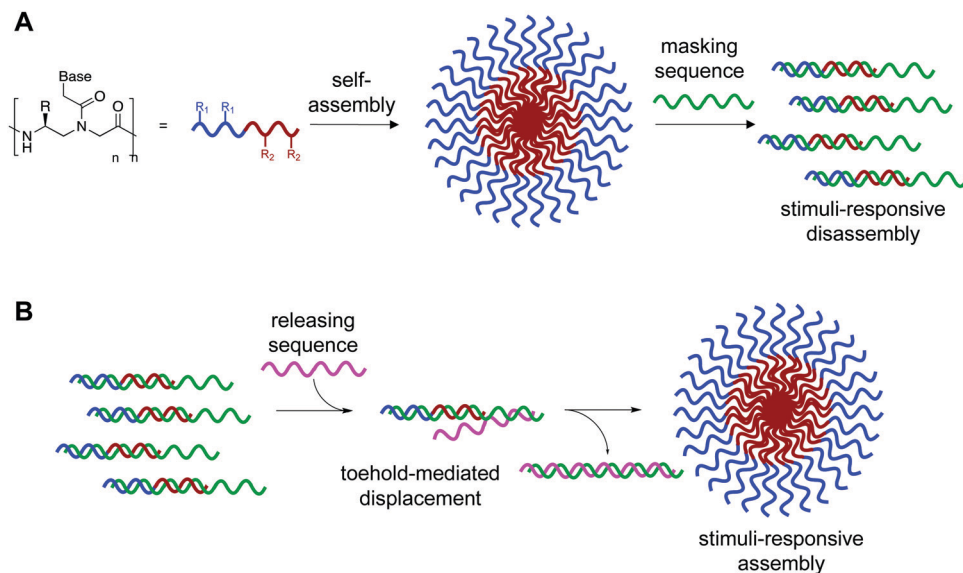 A
Base
R
O
O
N
N
H
n
n
=
R1 R1
R2 R2
self-
assembly
masking
sequence
stimuli-responsive
disassembly
B
releasing
sequence
toehold-mediated
displacement
stimuli-responsive
assembly